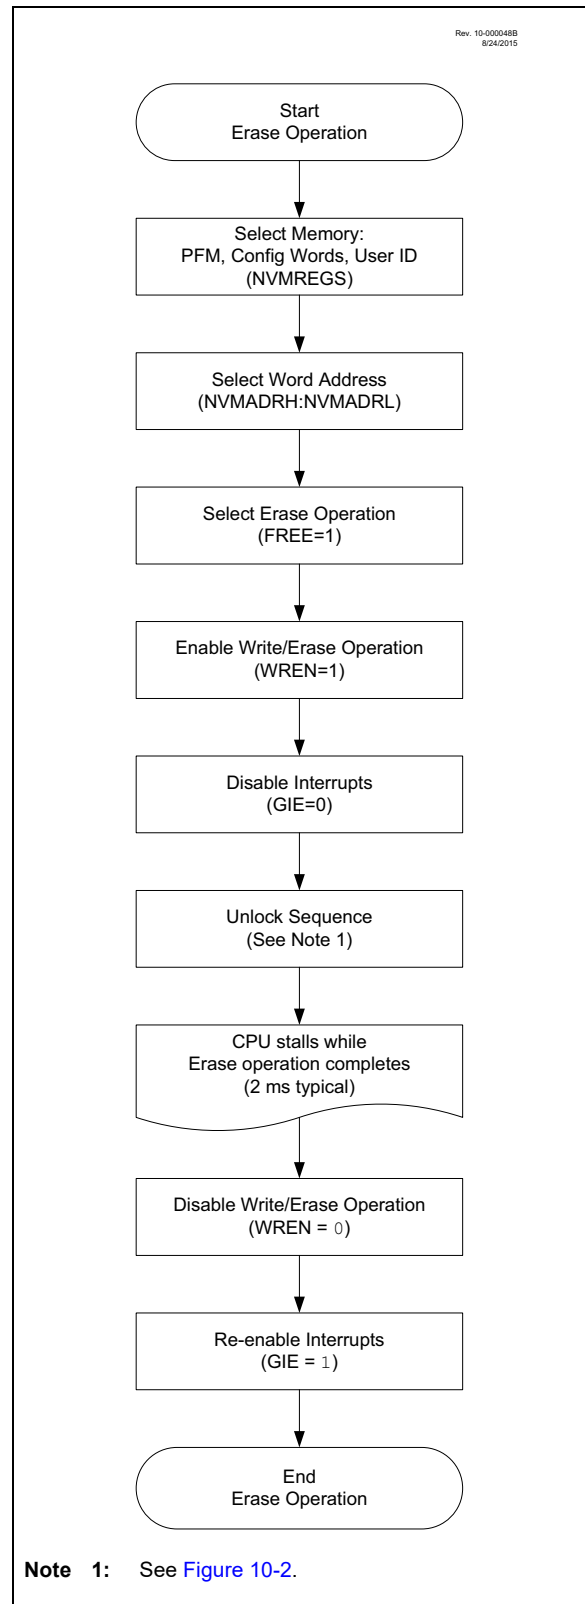 Rev. 10-000048B
8/24/2015
Start
Erase Operation
Select Memory:
PFM, Config Words, User ID
(NVMREGS)
Select Word Address
(NVMADRH:NVMADRL)
Select Erase Operation
(FREE=1)
Enable Write/Erase Operation
(WREN=1)
Disable Interrupts
(GIE=0)
Unlock Sequence
(See Note 1)
CPU stalls while
Erase operation completes
(2 ms typical)
Disable Write/Erase Operation
(WREN = 0)
Re-enable Interrupts
(GIE = 1)
End
Erase Operation
Note 1: See Figure 10-2.